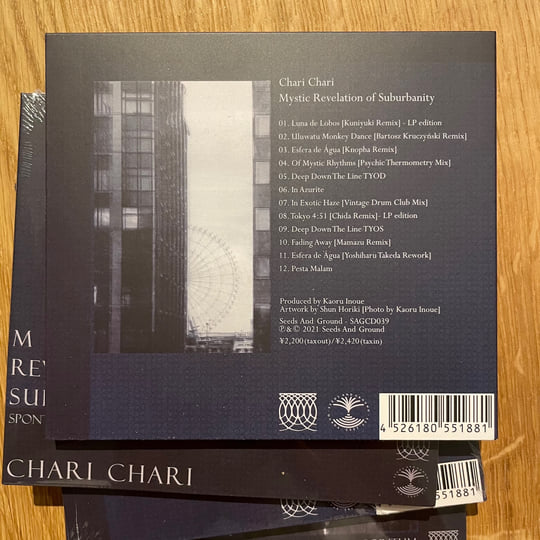 Chari Chari
Mystic Revelation of Suburbanity
01. Luna de Lobos [Kuniyuki Remix] - LP edition
02. Uluwatu Monkey Dance [Bartosz Kruczyński Remix]
03. Esfera de Água [Knopha Remix]
04. Of Mystic Rhythms [Psychic Thermometry Mix]
05. Deep Down The Line TYOD
06. In Azurite
07. In Exotic Haze [Vintage Drum Club Mix]
08. Tokyo 4:51 [Chida Remix] - LP edition
09. Deep Down The Line TYOS
10. Fading Away [Mamazu Remix]
11. Esfera de Água [Yoshiharu Takeda Rework]
12. Pesta Malam
Produced by Kaoru Inoue
Artwork by Shun Horiki [Photo by Kaoru Inoue]
Seeds And Ground - SAGCD039
℗&© 2021 Seeds And Ground
¥2,200(taxout)/¥2,420(taxin)
4 526180 551881
M
RE
SU
SPONT
CHARI CHARI
551881